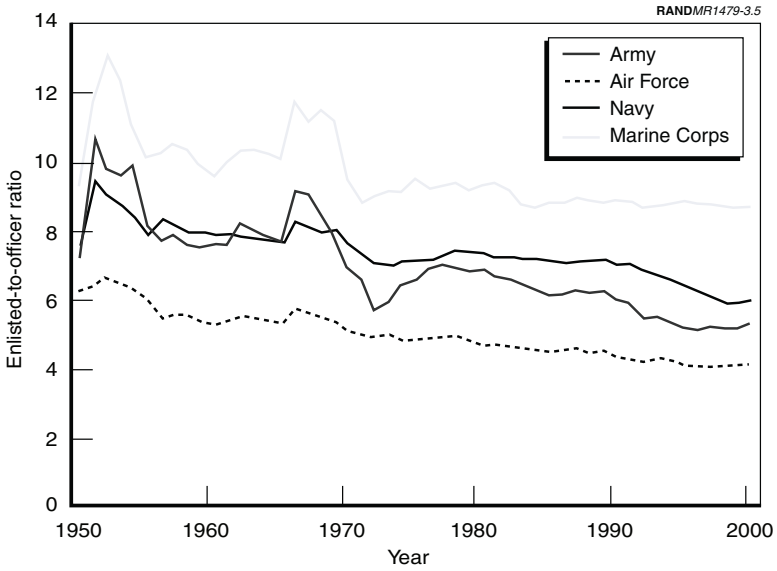 RANDMR1479-3.5
14
12
10
8
6
4
2
0
Enlisted-to-officer ratio
Army
Air Force
Navy
Marine Corps
1950 1960 1970 1980 1990 2000
Year